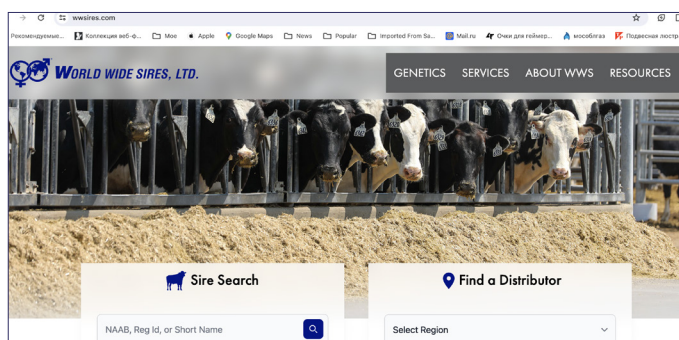 wwsires.com
Рекомендуемые... Коллекция веб-ф... Мое Apple Google Maps News Popular Imported From Sa... Mail.ru Очки для геймер... мособлгаз Подвесная люстр
WORLD WIDE SIRES, LTD.
GENETICS SERVICES ABOUT WWS RESOURCES
Sire Search
Find a Distributor
NAAB, Reg Id, or Short Name
Select Region